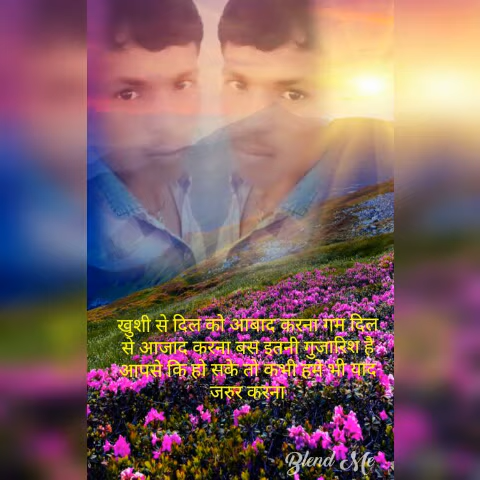 खुशी से दिल को आबाद करना गम दिल
से आजाद करना बस इतनी गुजारिश है
आपसे कि हो सके तो कभी हमें भी याद
जरुर करना
Blend Me